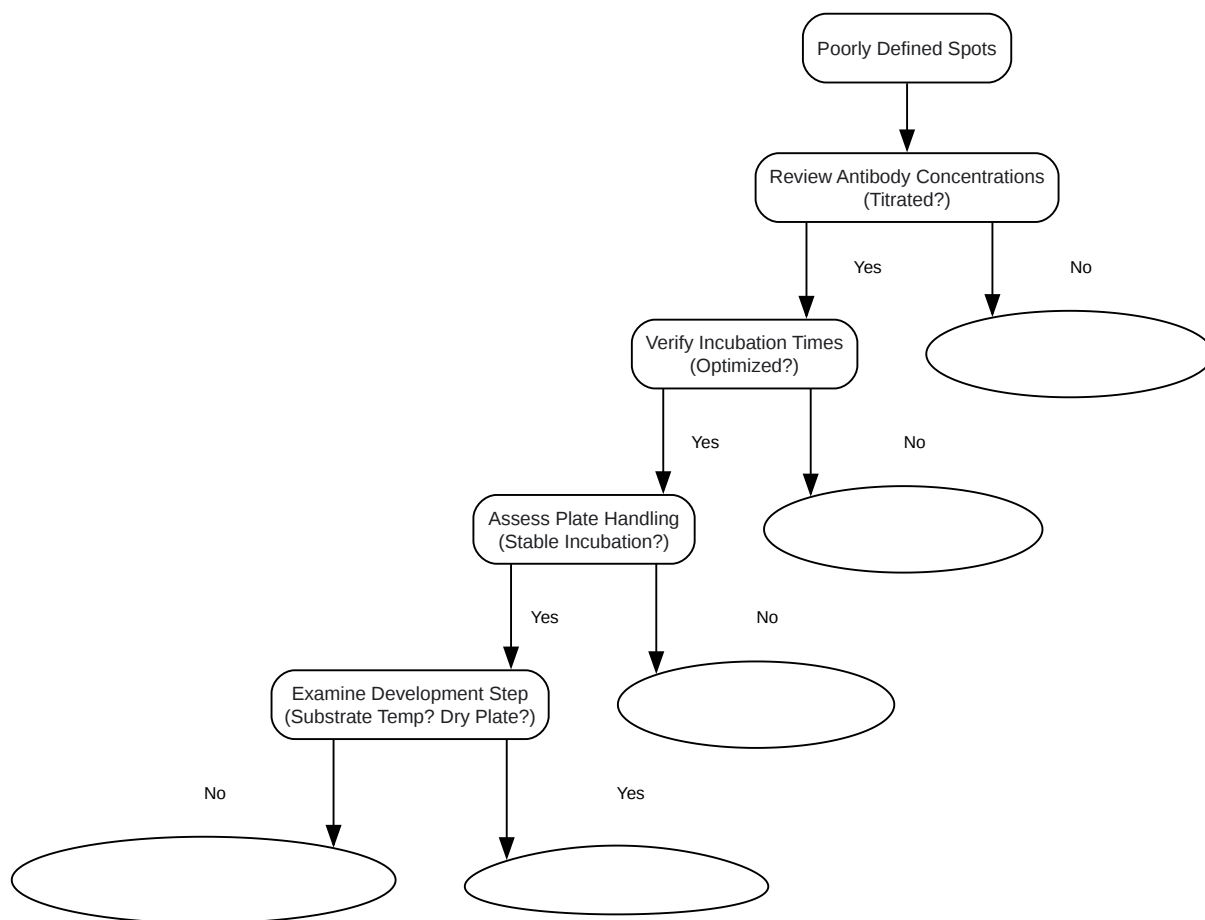 Poorly Defined Spots
Review Antibody Concentrations
(Titrated?)
Yes
No
Verify Incubation Times
(Optimized?)
Yes
No
Assess Plate Handling
(Stable Incubation?)
Yes
No
Examine Development Step
(Substrate Temp? Dry Plate?)
No
Yes